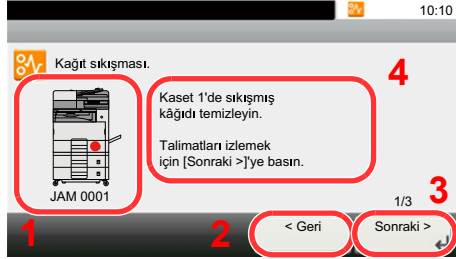 10:10
Kağıt sıkışması.
4
Kaset 1'de sıkışmış
kâğıdı temizleyin.
Talimatları izlemek
için [Sonraki >]'ye basın.
JAM 0001
1/3
3
1
2
< Geri
Sonraki >